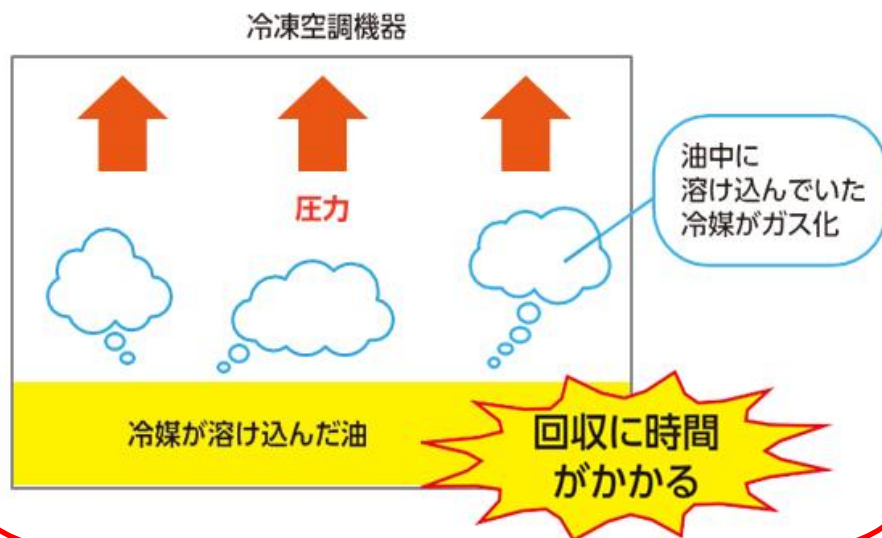 冷凍空調機器
油中に
溶け込んでいた
冷媒がガス化
圧力
冷媒が溶け込んだ油
回収に時間
がかかる